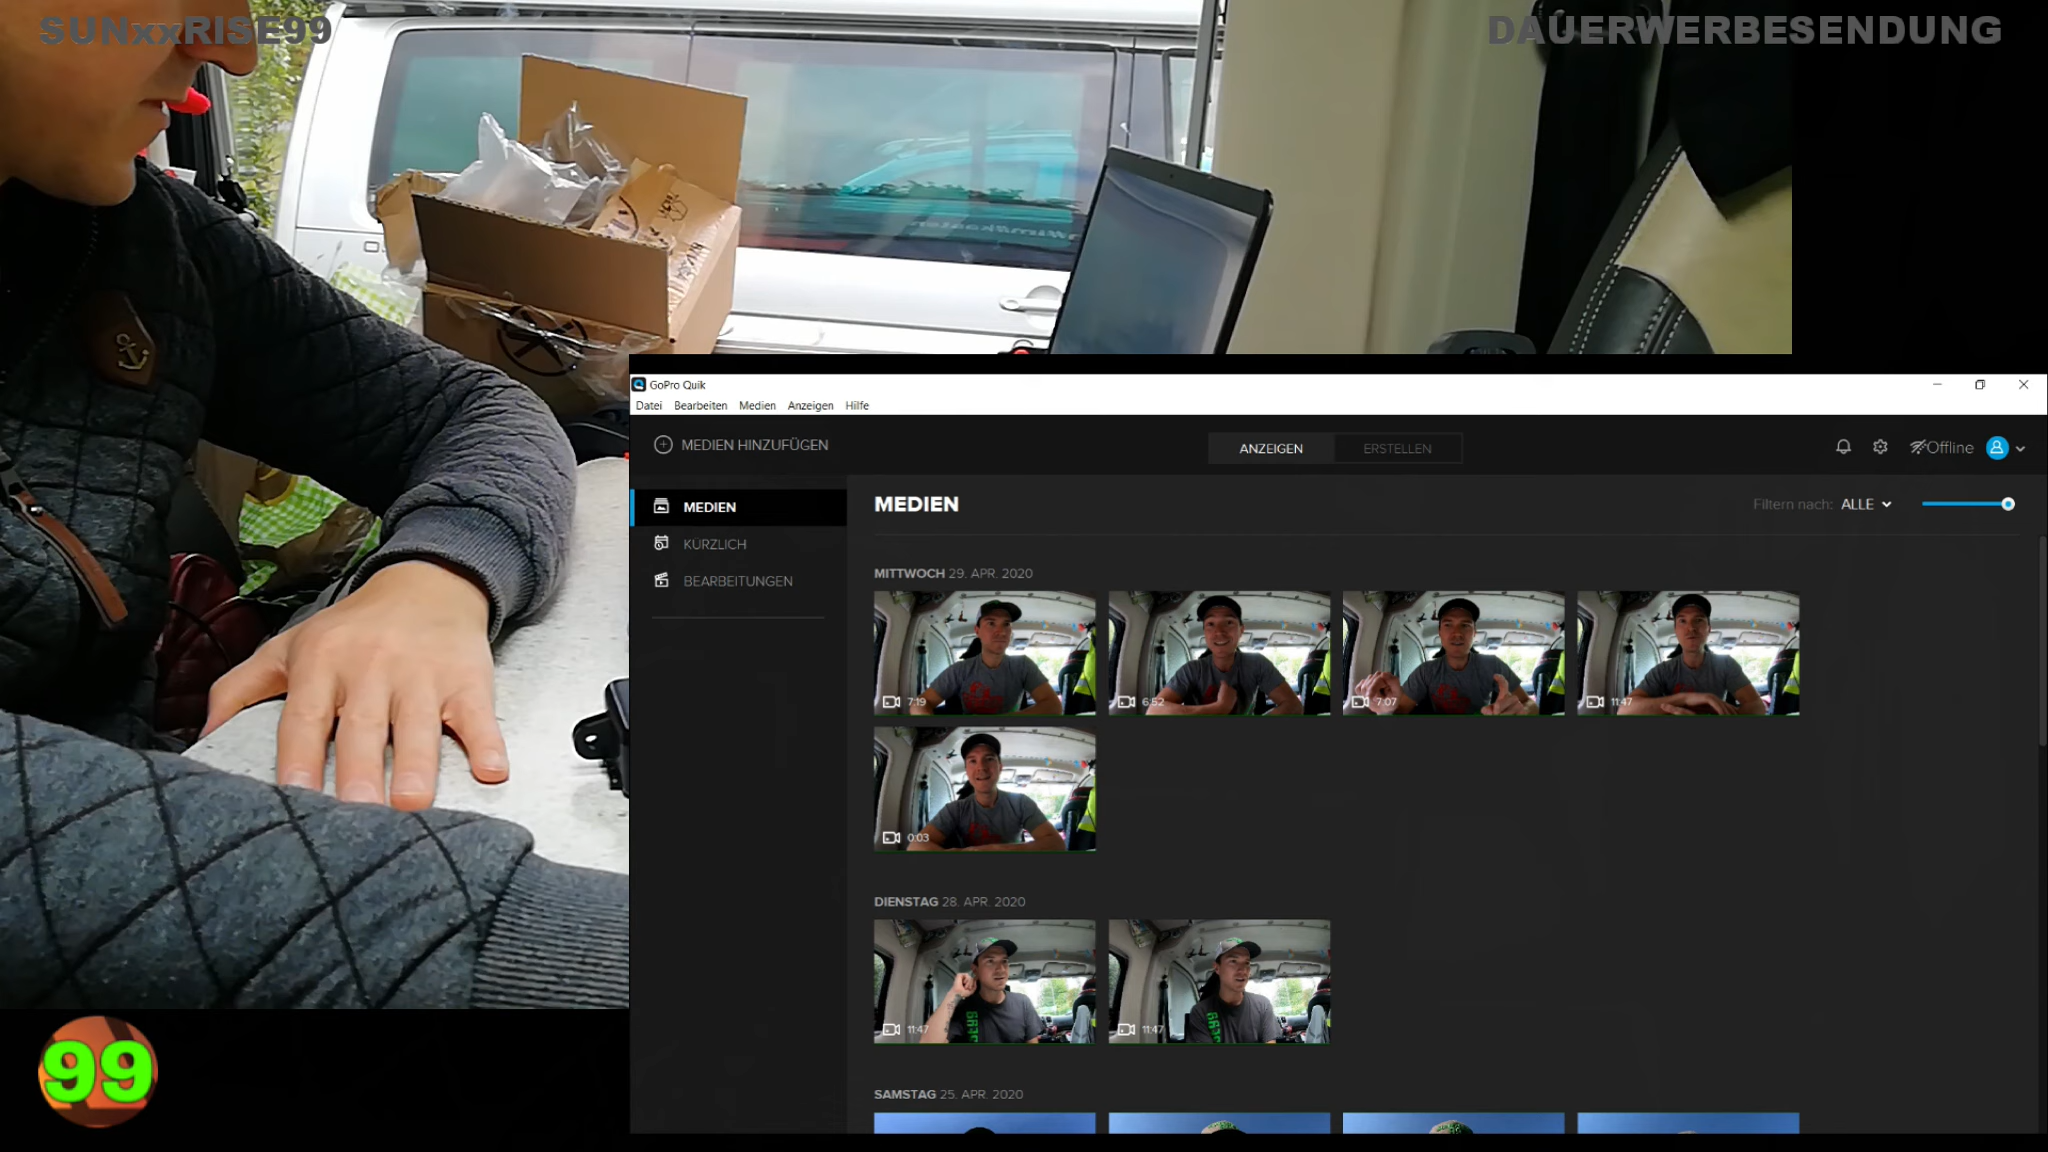 SUNxxRISE99
DAUERWERBESENDUNG
GoPro Quik
Datei Bearbeiten Medien Anzeigen Hilfe
MEDIEN HINZUFÜGEN
ANZEIGEN
ERSTELLEN
Offline
MEDIEN
KÜRZLICH
BEARBEITUNGEN
MEDIEN
Filtern nach: ALLE
MITTWOCH 29. APR. 2020
7:19
6:52
7:07
11:47
0:03
DIENSTAG 28. APR. 2020
11:47
11:47
SAMSTAG 25. APR. 2020
99